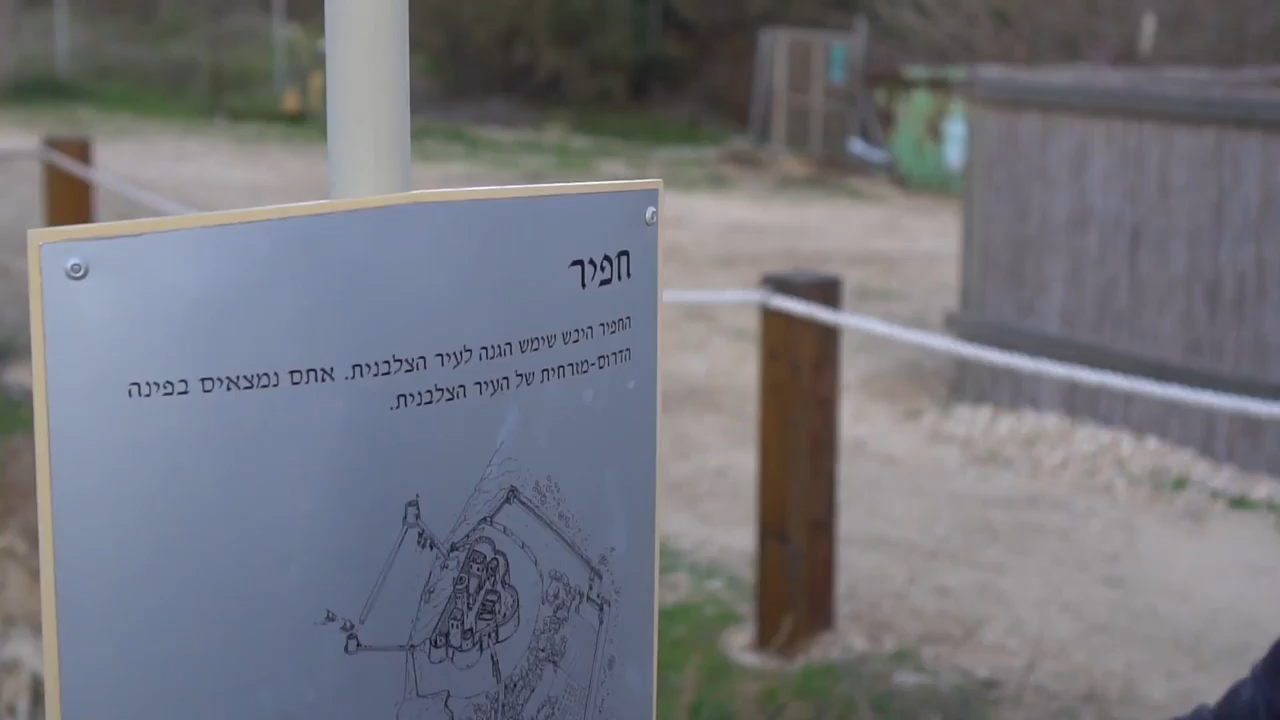 חפיר
החפיר היבש שימש הגנה לעיר הצלבנית. אתם נמצאים בפינה
הדרום-מזרחית של העיר הצלבנית.